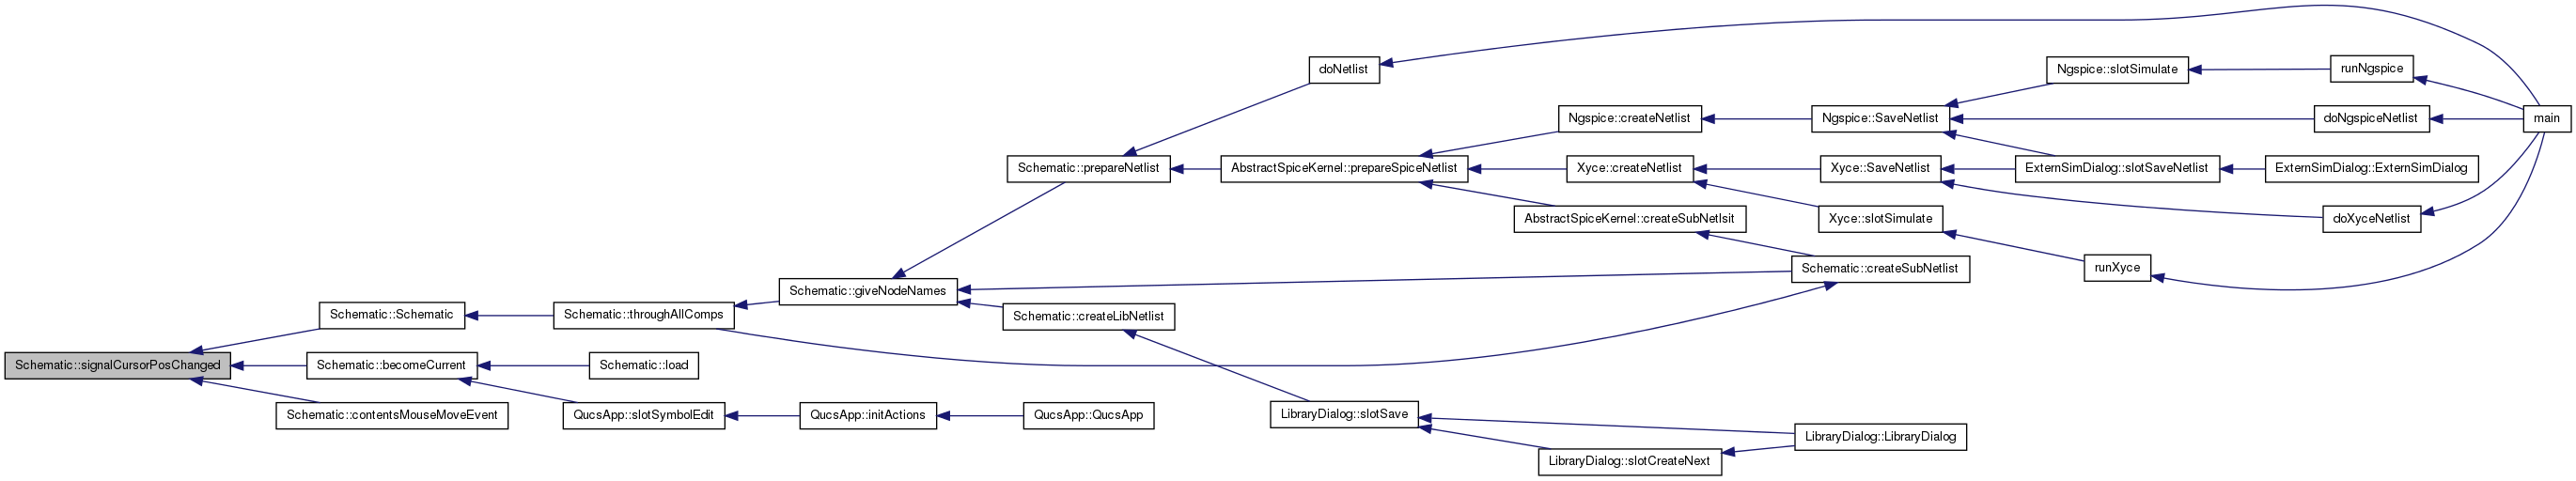 doNetlist
Ngspice::slotSimulate
runNgspice
Ngspice::createNetlist
Ngspice::SaveNetlist
doNgspiceNetlist
main
Schematic::prepareNetlist
AbstractSpiceKernel::prepareSpiceNetlist
Xyce::createNetlist
Xyce::SaveNetlist
ExternSimDialog::slotSaveNetlist
ExternSimDialog::ExternSimDialog
AbstractSpiceKernel::createSubNetlsit
Xyce::slotSimulate
doXyceNetlist
Schematic::createSubNetlist
runXyce
Schematic::giveNodeNames
Schematic::Schematic
Schematic::throughAllComps
Schematic::createLibNetlist
Schematic::signalCursorPosChanged
Schematic::becomeCurrent
Schematic::load
Schematic::contentsMouseMoveEvent
QucsApp::slotSymbolEdit
QucsApp::initActions
QucsApp::QucsApp
LibraryDialog::slotSave
LibraryDialog::LibraryDialog
LibraryDialog::slotCreateNext